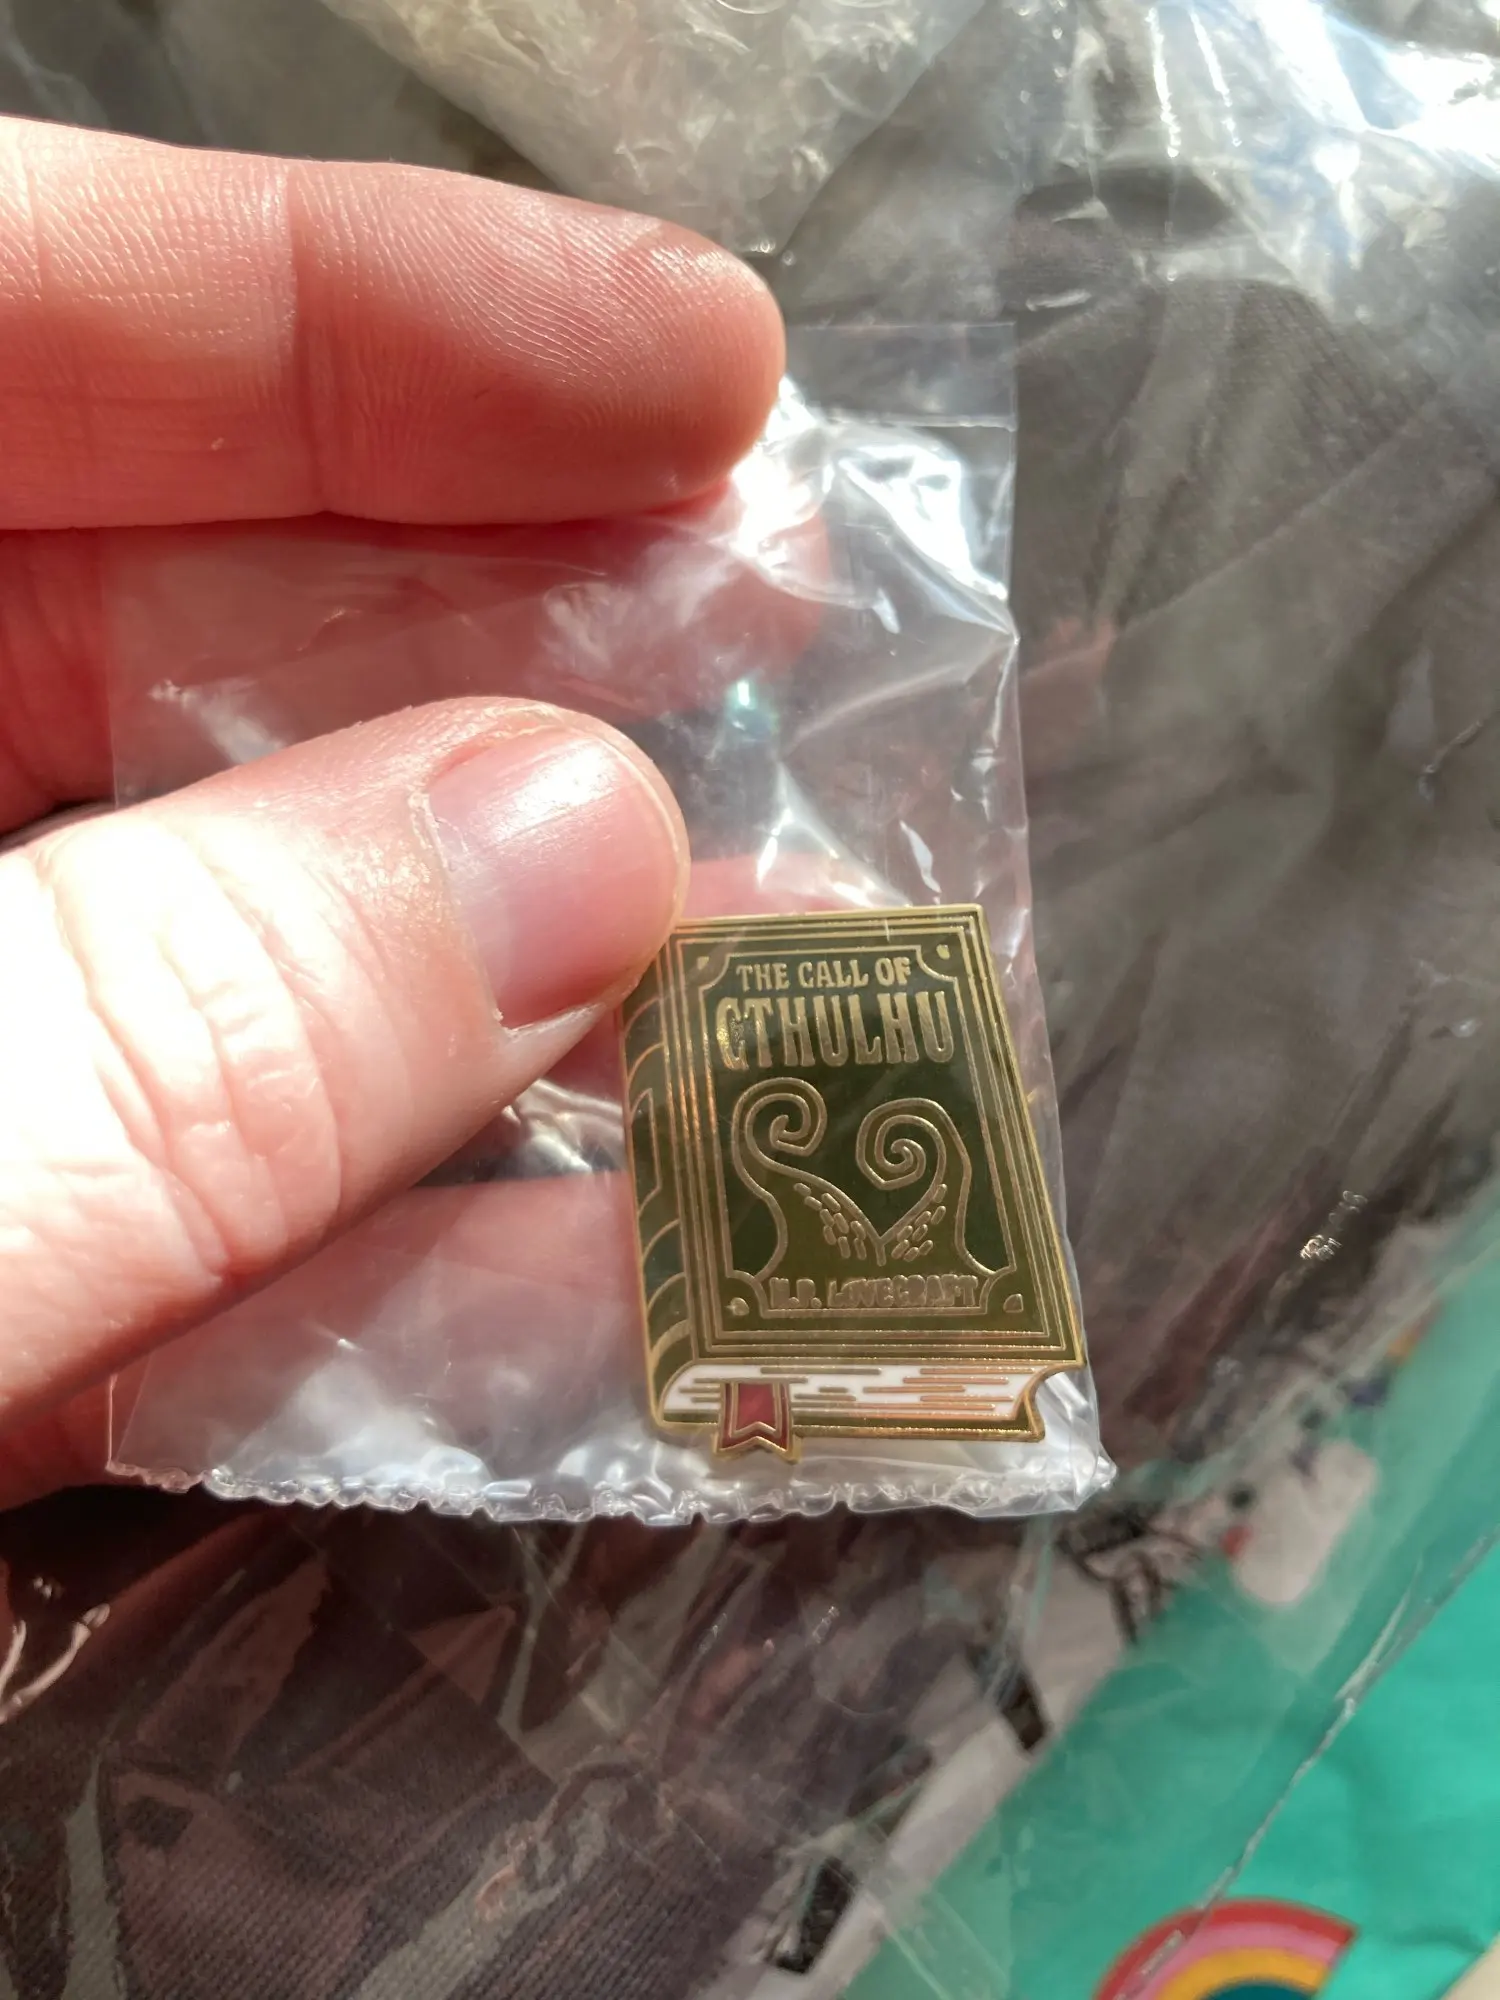 THE CALL OF
CTHULHU
H.P. LOVECRAFT